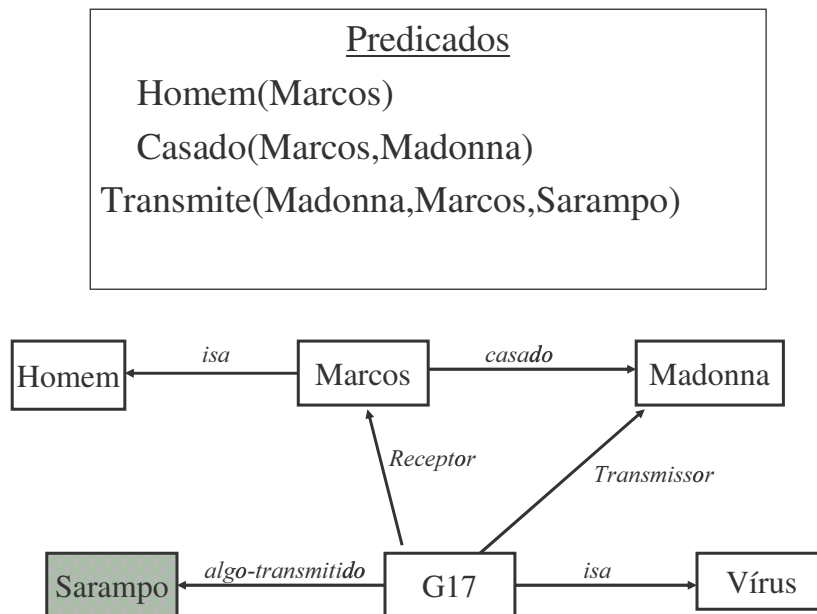 Predicados
Homem(Marcos)
Casado(Marcos,Madonna)
Transmite(Madonna,Marcos,Sarampo)
isa
casado
Homem
Marcos
Madonna
Receptor
Transmissor
algo-transmitido
isa
Sarampo
G17
Vírus